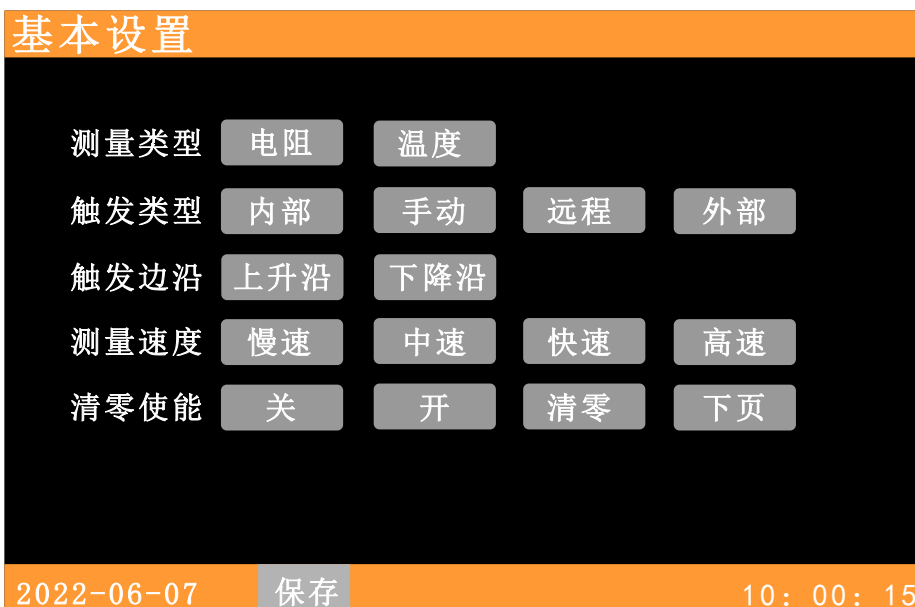 基本设置
测量类型 电阻 温度
触发类型 内部 手动 远程 外部
触发边沿 上升沿 下降沿
测量速度 慢速 中速 快速 高速
清零使能 关 开 清零 下页
2022-06-07 保存 10：00：15